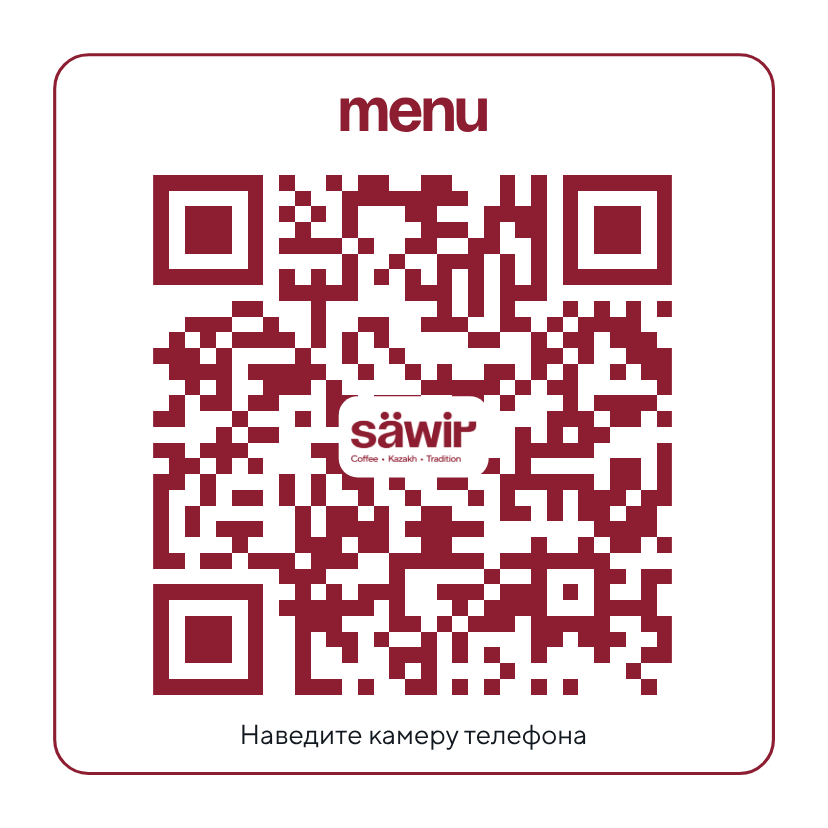 menu
säwir
Coffee • Kazakh • Tradition
Наведите камеру телефона